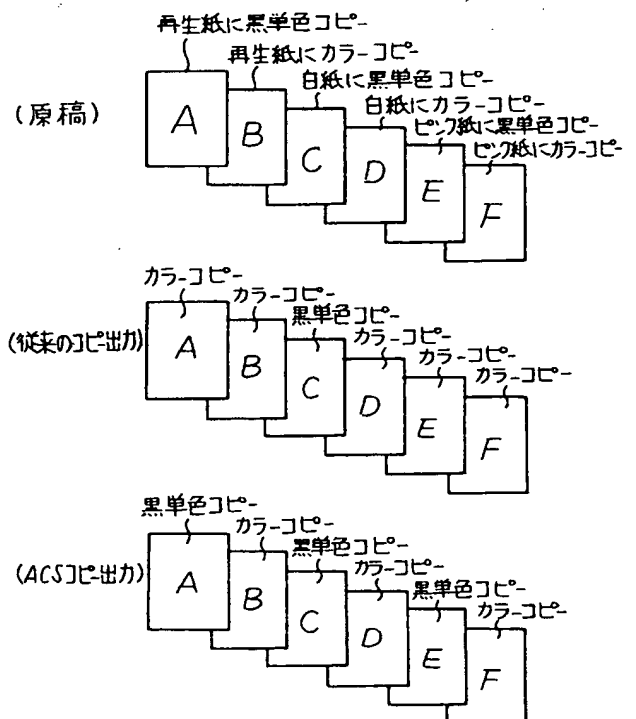 再生紙に黒単色コピー
再生紙にカラーコピー
白紙に黒単色コピー
白紙にカラーコピー
ピンク紙に黒単色コピー
ピンク紙にカラーコピー
(原稿)
A
B
C
D
E
F
カラーコピー
カラーコピー
黒単色コピー
カラーコピー
カラーコピー
カラーコピー
(従来のコピー出力)
A
B
C
D
E
F
黒単色コピー
カラーコピー
黒単色コピー
カラーコピー
黒単色コピー
カラーコピー
(ACSコピー出力)
A
B
C
D
E
F